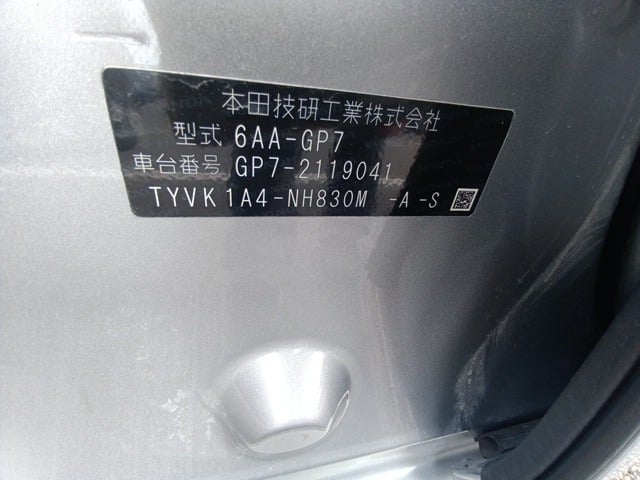 本田技研工業株式会社
型式 6AA-GP7
車台番号 GP7-2119041
TYVK1A4-NH830M -A -S